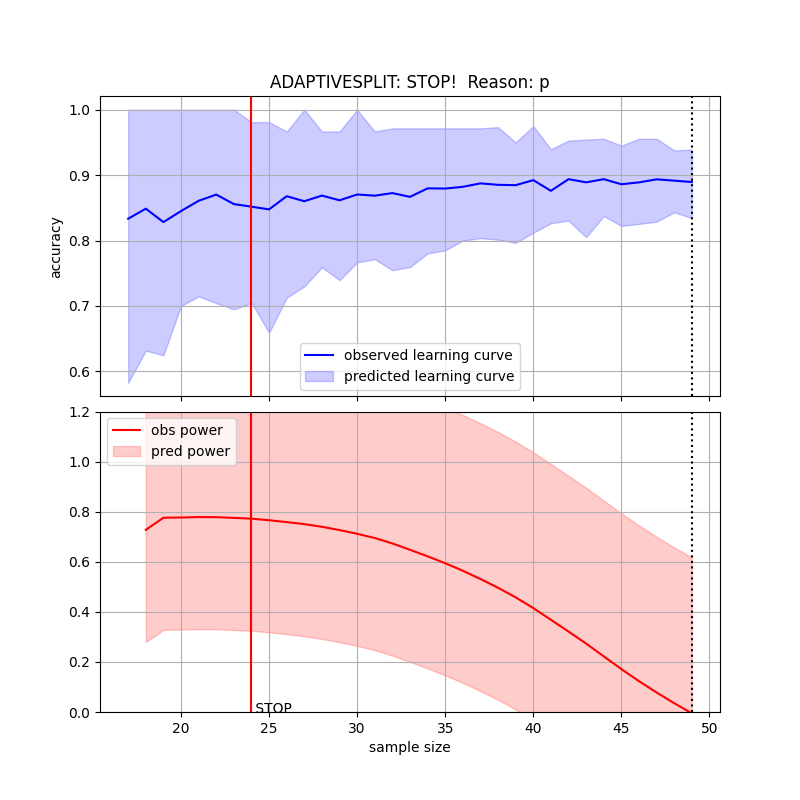 ADAPTIVESPLIT: STOP!  Reason: p
1.0
0.9
0.8
0.7
0.6
accuracy
observed learning curve
predicted learning curve
1.2
1.0
0.8
0.6
0.4
0.2
0.0
obs power
pred power
STOP
20 25 30 35 40 45 50
sample size